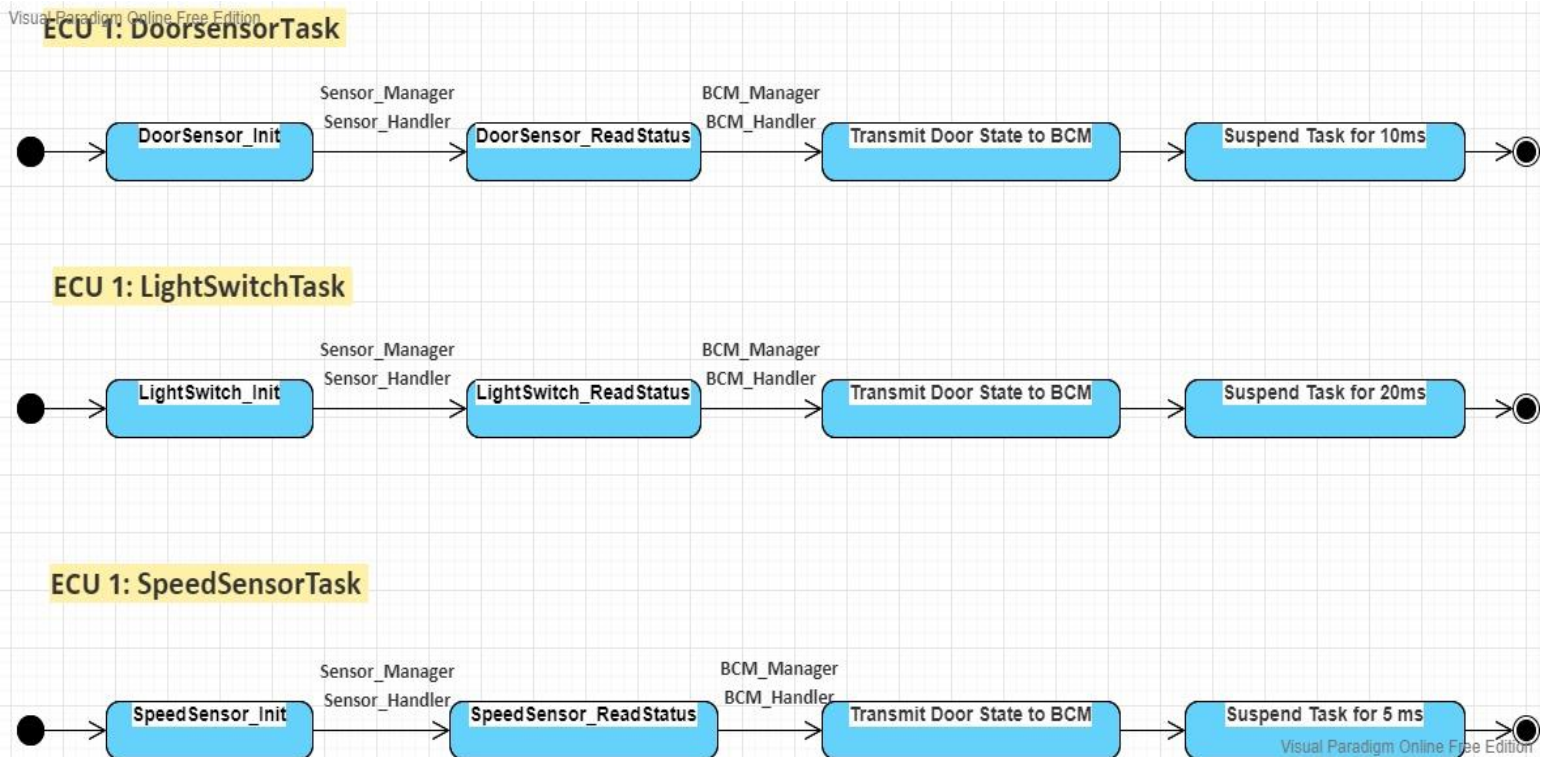 Visual Paradigm Online Free Edition
ECU 1: DoorsensorTask
Sensor_Manager
Sensor_Handler
BCM_Manager
BCM_Handler
DoorSensor_Init
DoorSensor_ReadStatus
Transmit Door State to BCM
Suspend Task for 10ms
ECU 1: LightSwitchTask
Sensor_Manager
Sensor_Handler
BCM_Manager
BCM_Handler
LightSwitch_Init
LightSwitch_ReadStatus
Transmit Door State to BCM
Suspend Task for 20ms
ECU 1: SpeedSensorTask
Sensor_Manager
Sensor_Handler
BCM_Manager
BCM_Handler
SpeedSensor_Init
SpeedSensor_ReadStatus
Transmit Door State to BCM
Suspend Task for 5 ms
Visual Paradigm Online Free Edition